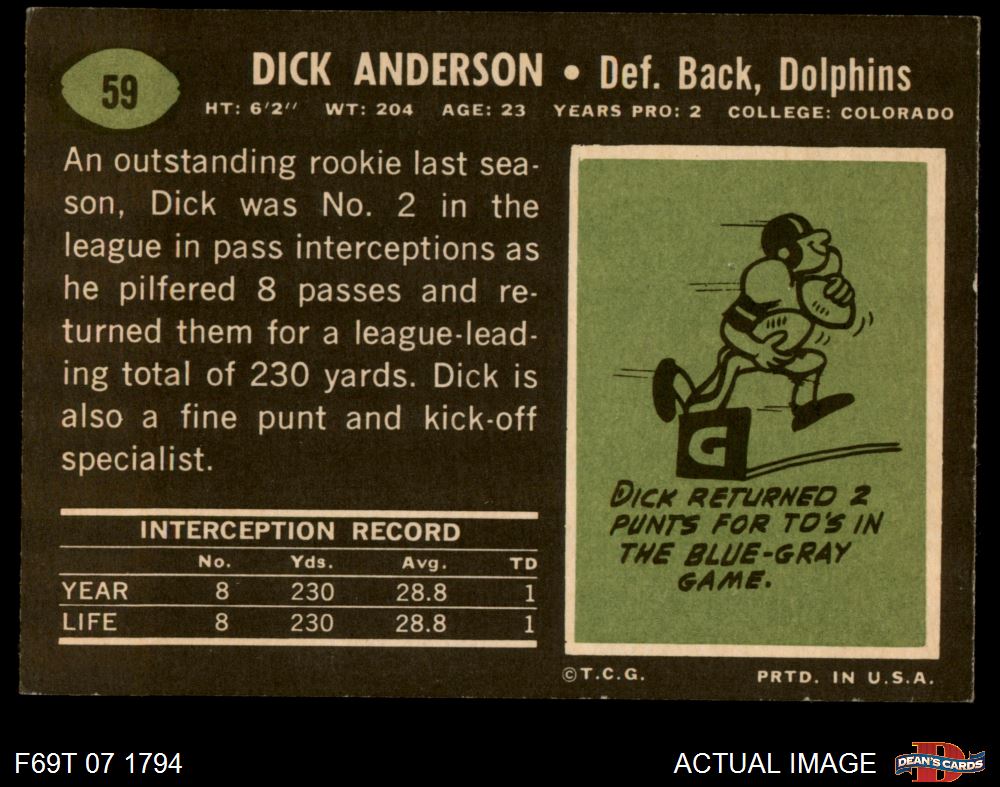 59
DICK ANDERSON • Def. Back, Dolphins
HT: 6'2" WT: 204 AGE: 23 YEARS PRO: 2 COLLEGE: COLORADO
An outstanding rookie last sea-
son, Dick was No. 2 in the
league in pass interceptions as
he pilfered 8 passes and re-
turned them for a league-lead-
ing total of 230 yards. Dick is
also a fine punt and kick-off
specialist.
INTERCEPTION RECORD
No. Yds. Avg. TD
YEAR 8 230 28.8 1
LIFE 8 230 28.8 1
G
DICK RETURNED 2
PUNTS FOR TD'S IN
THE BLUE-GRAY
GAME.
©T.C.G. PRTD. IN U.S.A.
F69T 07 1794
ACTUAL IMAGE
D
DEAN'S CARDS